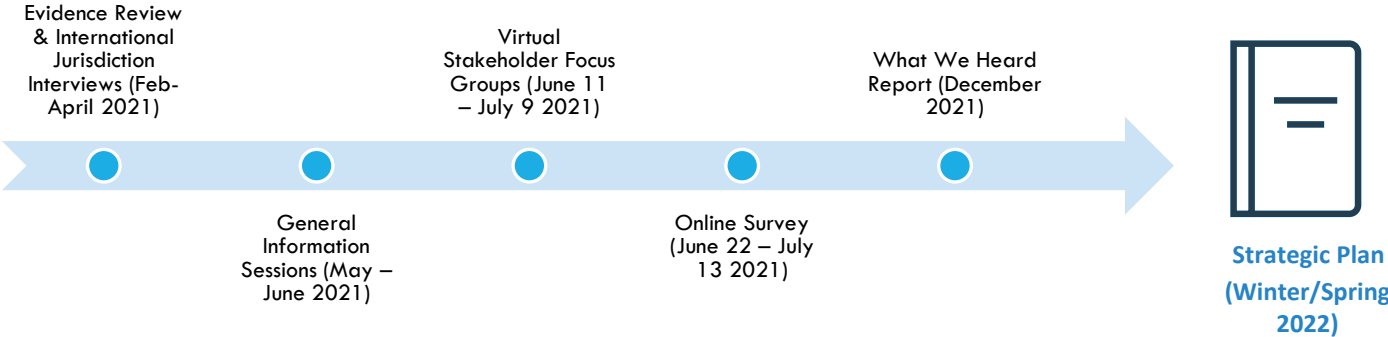 Evidence Review
& International
Jurisdiction
Interviews (Feb-
April 2021)
General
Information
Sessions (May –
June 2021)
Virtual
Stakeholder Focus
Groups (June 11
– July 9 2021)
Online Survey
(June 22 – July
13 2021)
What We Heard
Report (December
2021)
Strategic Plan
(Winter/Spring
2022)